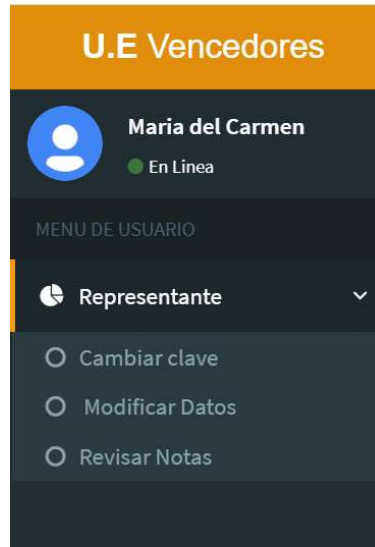 U.E Vencedores
Maria del Carmen
En Linea
MENU DE USUARIO
Representante
Cambiar clave
Modificar Datos
Revisar Notas